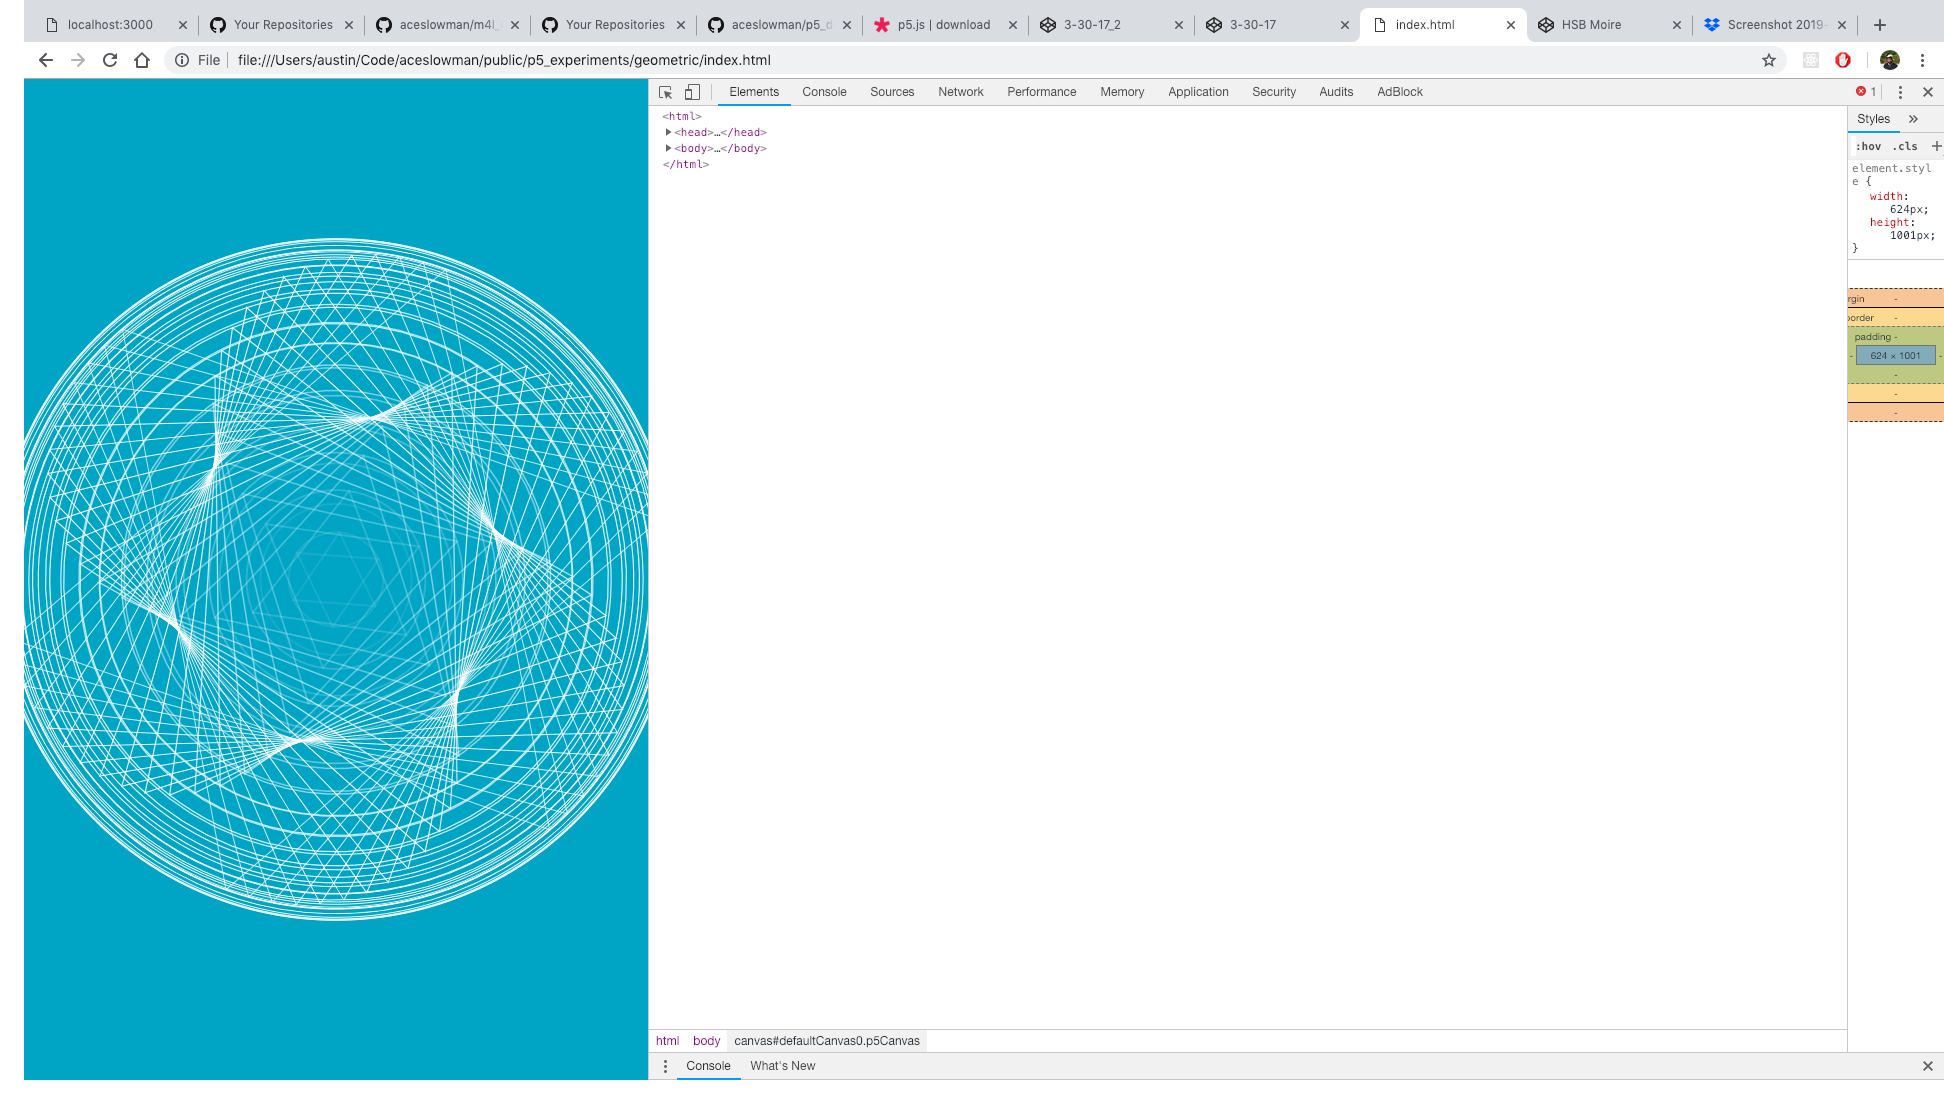 localhost:3000
Your Repositories
aceslowman/m4l_
Your Repositories
aceslowman/p5_d
p5.js | download
3-30-17_2
3-30-17
index.html
HSB Moire
Screenshot 2019-
File file:///Users/austin/Code/aceslowman/public/p5_experiments/geometric/index.html
Elements Console Sources Network Performance Memory Application Security Audits AdBlock 1
<html>
<head>…</head>
<body>…</body>
</html>
Styles »
:hov .cls +
element.styl
e {
width:
624px;
height:
1001px;
}
rgin -
border -
padding -
- 624 × 1001 -
-
-
-
html body canvas#defaultCanvas0.p5Canvas
Console What's New